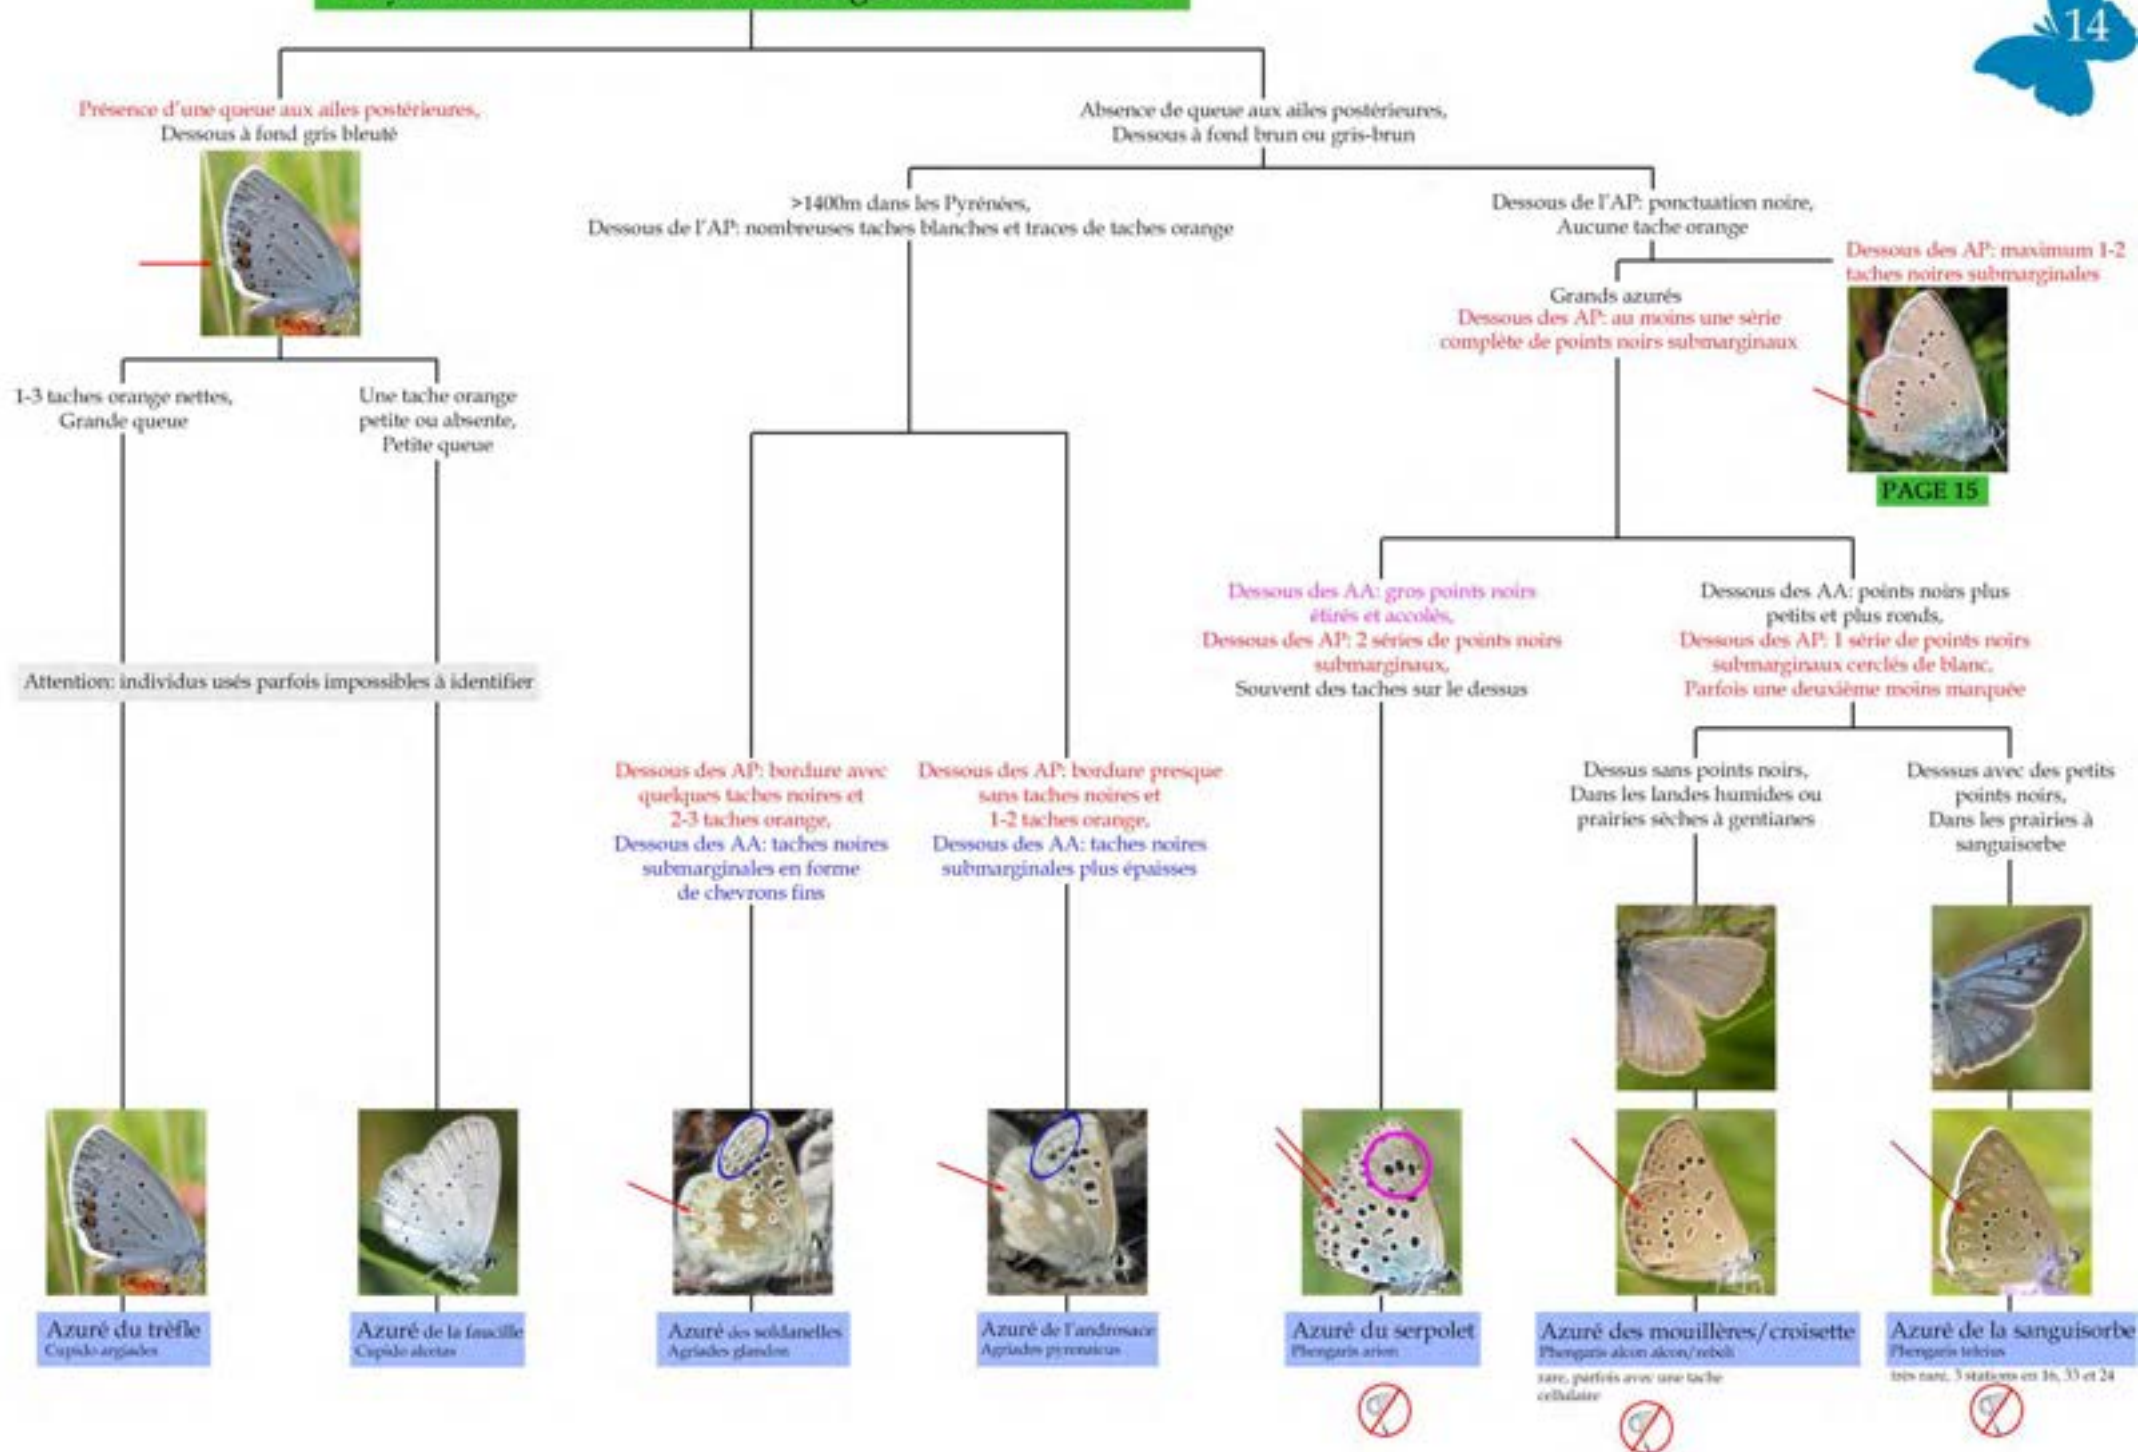 14
Présence d'une queue aux ailes postérieures,
Dessous à fond gris bleuté
Absence de queue aux ailes postérieures,
Dessous à fond brun ou gris-brun
>1400m dans les Pyrénées,
Dessous de l'AP: nombreuses taches blanches et traces de taches orange
Dessous de l'AP: ponctuation noire,
Aucune tache orange
Dessous des AP: maximum 1-2
taches noires submarginales
Grands azurés
Dessous des AP: au moins une série
complète de points noirs submarginaux
PAGE 15
1-3 taches orange nettes,
Grande queue
Une tache orange
petite ou absente,
Petite queue
Attention: individus usés parfois impossibles à identifier
Dessous des AA: gros points noirs
étirés et accolés,
Dessous des AP: 2 séries de points noirs
submarginaux,
Souvent des taches sur le dessus
Dessous des AA: points noirs plus
petits et plus ronds,
Dessous des AP: 1 série de points noirs
submarginaux cerclés de blanc.
Parfois une deuxième moins marquée
Dessous des AP: bordure avec
quelques taches noires et
2-3 taches orange,
Dessous des AA: taches noires
submarginales en forme
de chevrons fins
Dessous des AP: bordure presque
sans taches noires et
1-2 taches orange,
Dessous des AA: taches noires
submarginales plus épaisses
Dessus sans points noirs,
Dans les landes humides ou
prairies sèches à gentianes
Desssus avec des petits
points noirs,
Dans les prairies à
sanguisorbe
Azuré du trèfle
Cupido argiades
Azuré de la faucille
Cupido alcetas
Azuré des soldanelles
Agriades glandon
Azuré de l'androsace
Agriades pyrenaicus
Azuré du serpolet
Phengaris arion
Azuré des mouillères/croisette
Phengaris alcon alcon/rebeli
rare, parfois avec une tache
cellulaire
Azuré de la sanguisorbe
Phengaris teleius
très rare, 3 stations en 16, 33 et 24